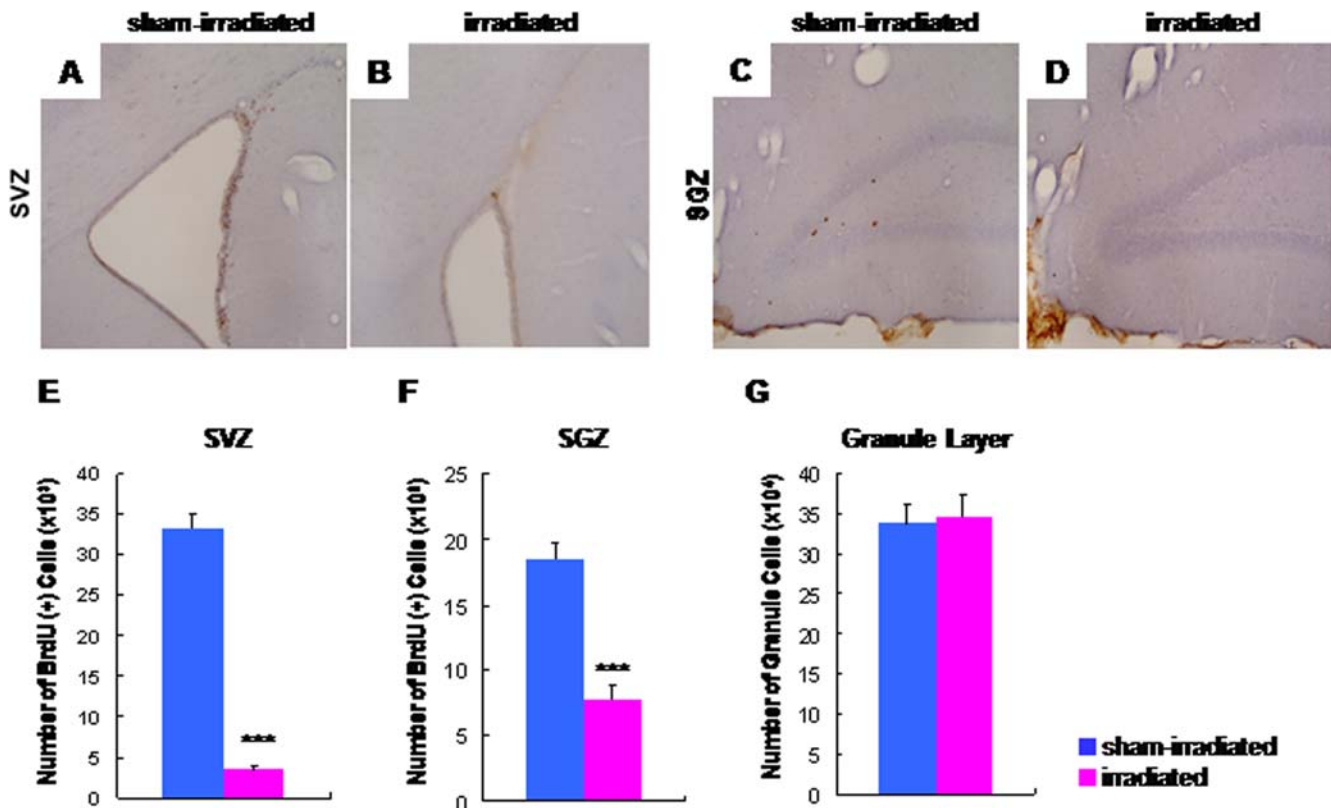 sham-irradiated
irradiated
sham-irradiated
irradiated
A
B
C
D
SVZ
SGZ
E
F
G
SVZ
SGZ
Granule Layer
Number of BrdU (+) Cells (x10³)
40
35
30
25
20
15
10
5
0
***
Number of BrdU (+) Cells
25
20
15
10
5
0
***
Number of Granule Cells (x10⁴)
40
35
30
25
20
15
10
5
0
sham-irradiated
irradiated